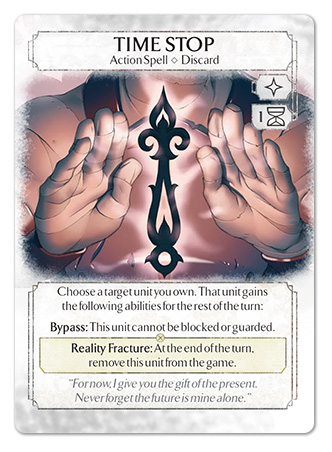 TIME STOP
Action Spell ⟡ Discard
1
Choose a target unit you own. That unit gains
the following abilities for the rest of the turn:
Bypass: This unit cannot be blocked or guarded.
Reality Fracture: At the end of the turn,
remove this unit from the game.
“For now, I give you the gift of the present.
Never forget the future is mine alone.”